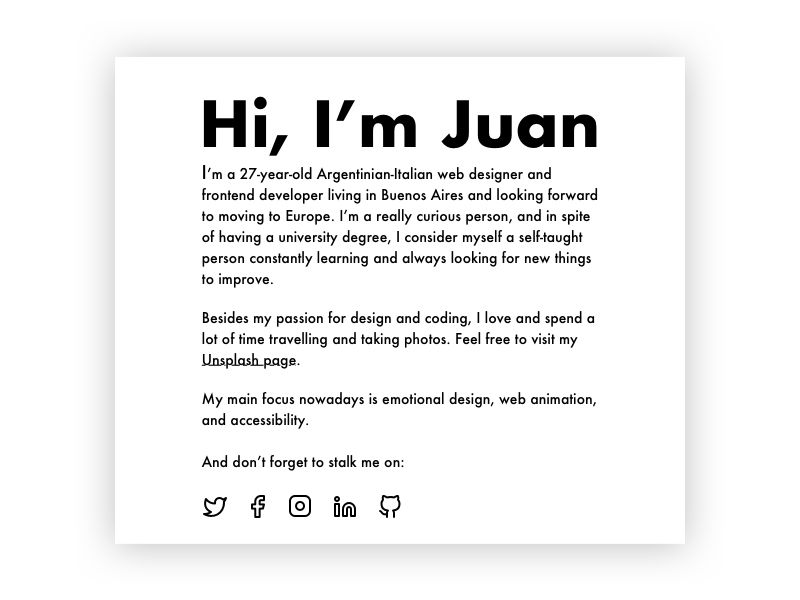 Hi, I’m Juan
I’m a 27-year-old Argentinian-Italian web designer and
frontend developer living in Buenos Aires and looking forward
to moving to Europe. I’m a really curious person, and in spite
of having a university degree, I consider myself a self-taught
person constantly learning and always looking for new things
to improve.
Besides my passion for design and coding, I love and spend a
lot of time travelling and taking photos. Feel free to visit my
Unsplash page.
My main focus nowadays is emotional design, web animation,
and accessibility.
And don’t forget to stalk me on: